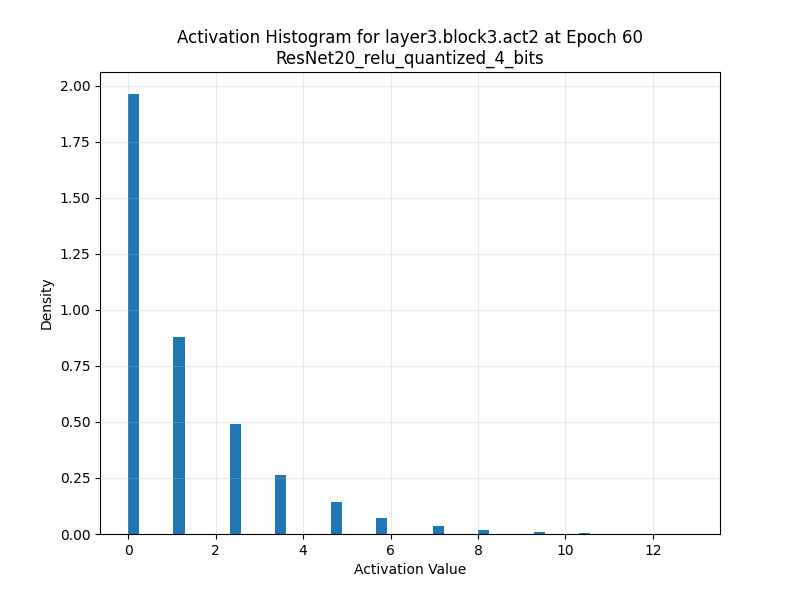 Activation Histogram for layer3.block3.act2 at Epoch 60
ResNet20_relu_quantized_4_bits
2.00
1.75
1.50
1.25
1.00
0.75
0.50
0.25
0.00
Density
0 2 4 6 8 10 12
Activation Value